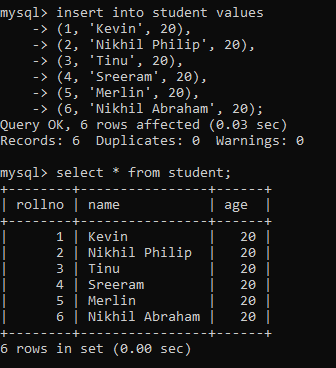 mysql> insert into student values
    -> (1, 'Kevin', 20),
    -> (2, 'Nikhil Philip', 20),
    -> (3, 'Tinu', 20),
    -> (4, 'Sreeram', 20),
    -> (5, 'Merlin', 20),
    -> (6, 'Nikhil Abraham', 20);
Query OK, 6 rows affected (0.03 sec)
Records: 6  Duplicates: 0  Warnings: 0

mysql> select * from student;
+--------+----------------+------+
| rollno | name           | age  |
+--------+----------------+------+
|      1 | Kevin          |   20 |
|      2 | Nikhil Philip  |   20 |
|      3 | Tinu           |   20 |
|      4 | Sreeram        |   20 |
|      5 | Merlin         |   20 |
|      6 | Nikhil Abraham |   20 |
+--------+----------------+------+
6 rows in set (0.00 sec)